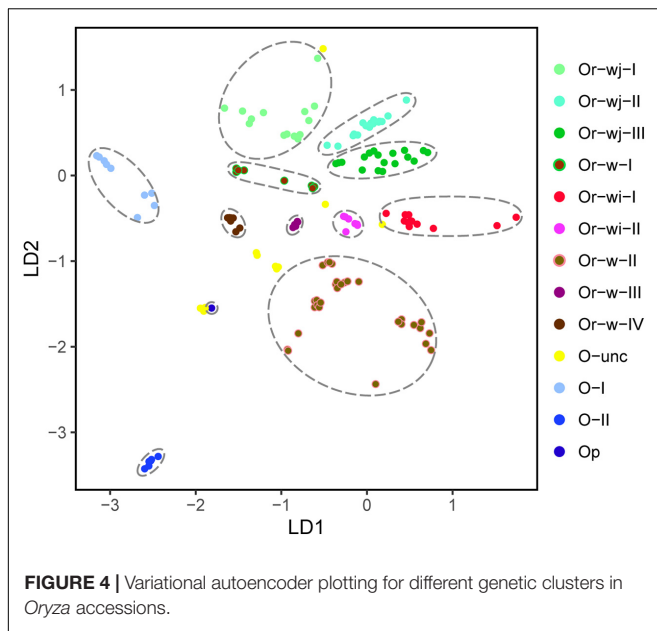 1
0
−1
−2
−3
LD2
−3 −2 −1 0 1
LD1
Or−wj−I
Or−wj−II
Or−wj−III
Or−w−I
Or−wi−I
Or−wi−II
Or−w−II
Or−w−III
Or−w−IV
O−unc
O−I
O−II
Op
FIGURE 4 | Variational autoencoder plotting for different genetic clusters in
Oryza accessions.